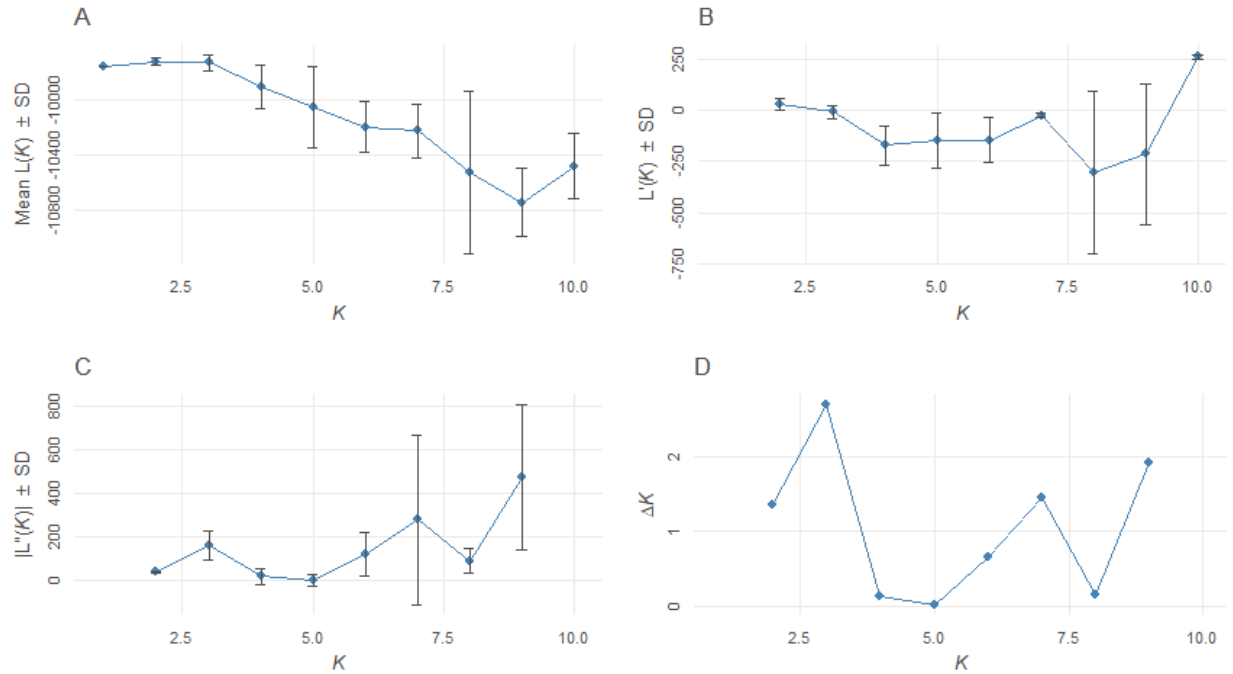 A
Mean L(K) ± SD
-10000
-10400
-10800
2.5 5.0 7.5 10.0
K
B
L'(K) ± SD
250
0
-250
-500
-750
2.5 5.0 7.5 10.0
K
C
|L''(K)| ± SD
800
600
400
200
0
2.5 5.0 7.5 10.0
K
D
ΔK
2
1
0
2.5 5.0 7.5 10.0
K